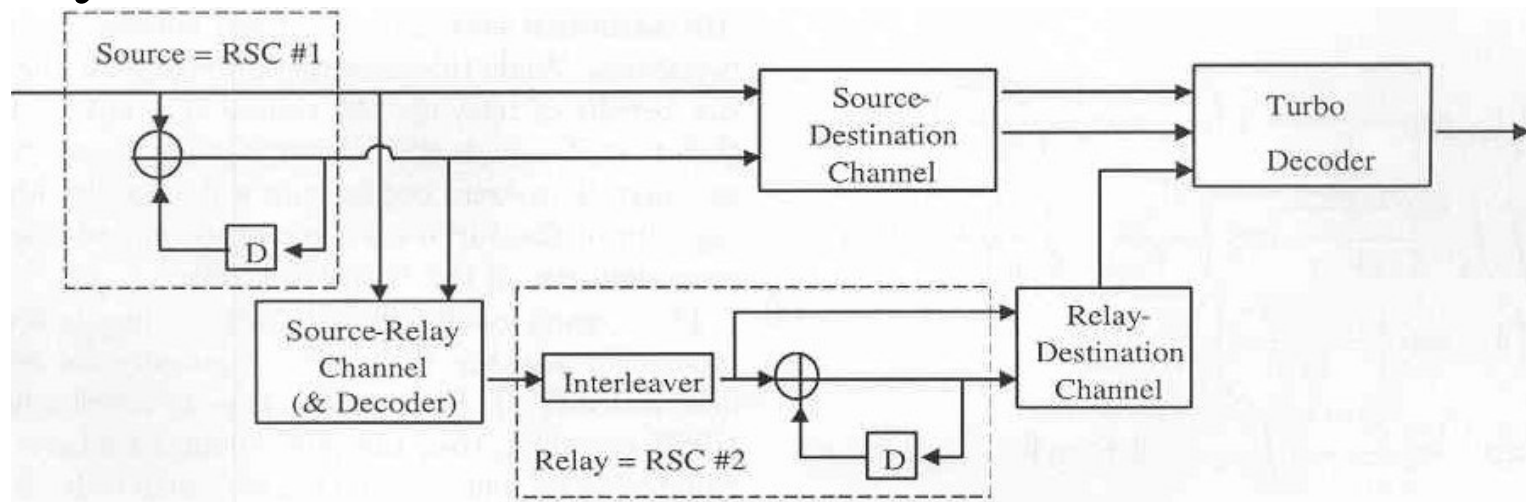 Source = RSC #1
Source-
Destination
Channel
Turbo
Decoder
D
Source-Relay
Channel
(& Decoder)
Interleaver
Relay-
Destination
Channel
Relay = RSC #2
D